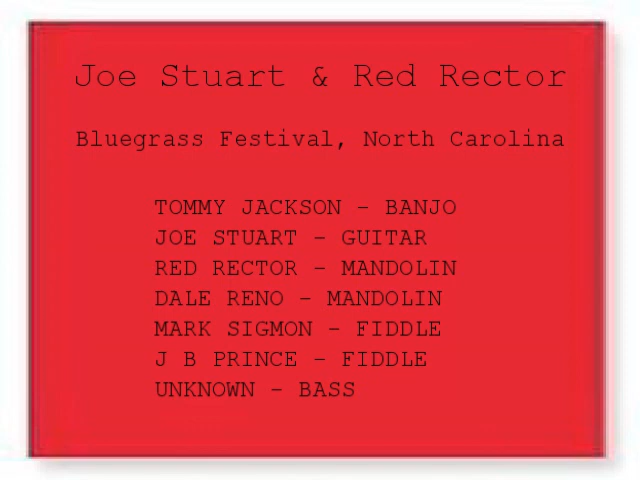 Joe Stuart & Red Rector
Bluegrass Festival, North Carolina
TOMMY JACKSON - BANJO
JOE STUART - GUITAR
RED RECTOR - MANDOLIN
DALE RENO - MANDOLIN
MARK SIGMON - FIDDLE
J B PRINCE - FIDDLE
UNKNOWN - BASS